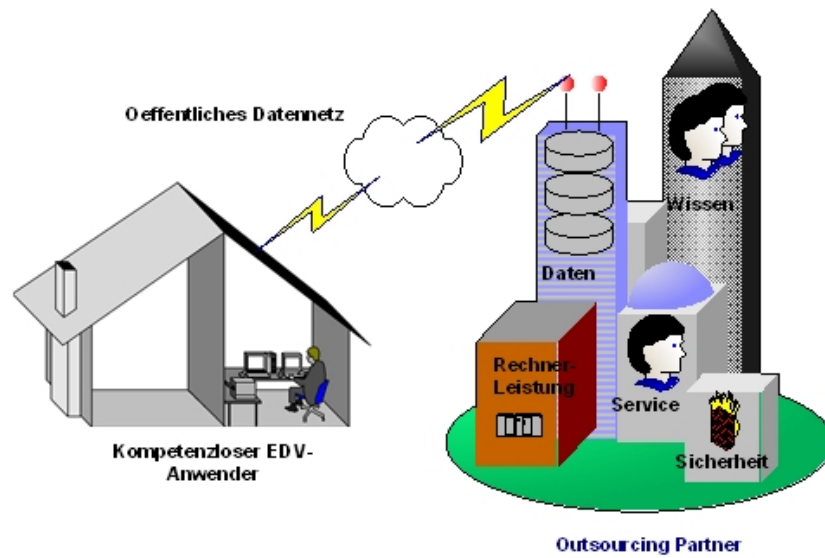 Oeffentliches Datennetz
Wissen
Daten
Rechner-
Leistung
Service
Sicherheit
Kompetenzloser EDV-
Anwender
Outsourcing Partner